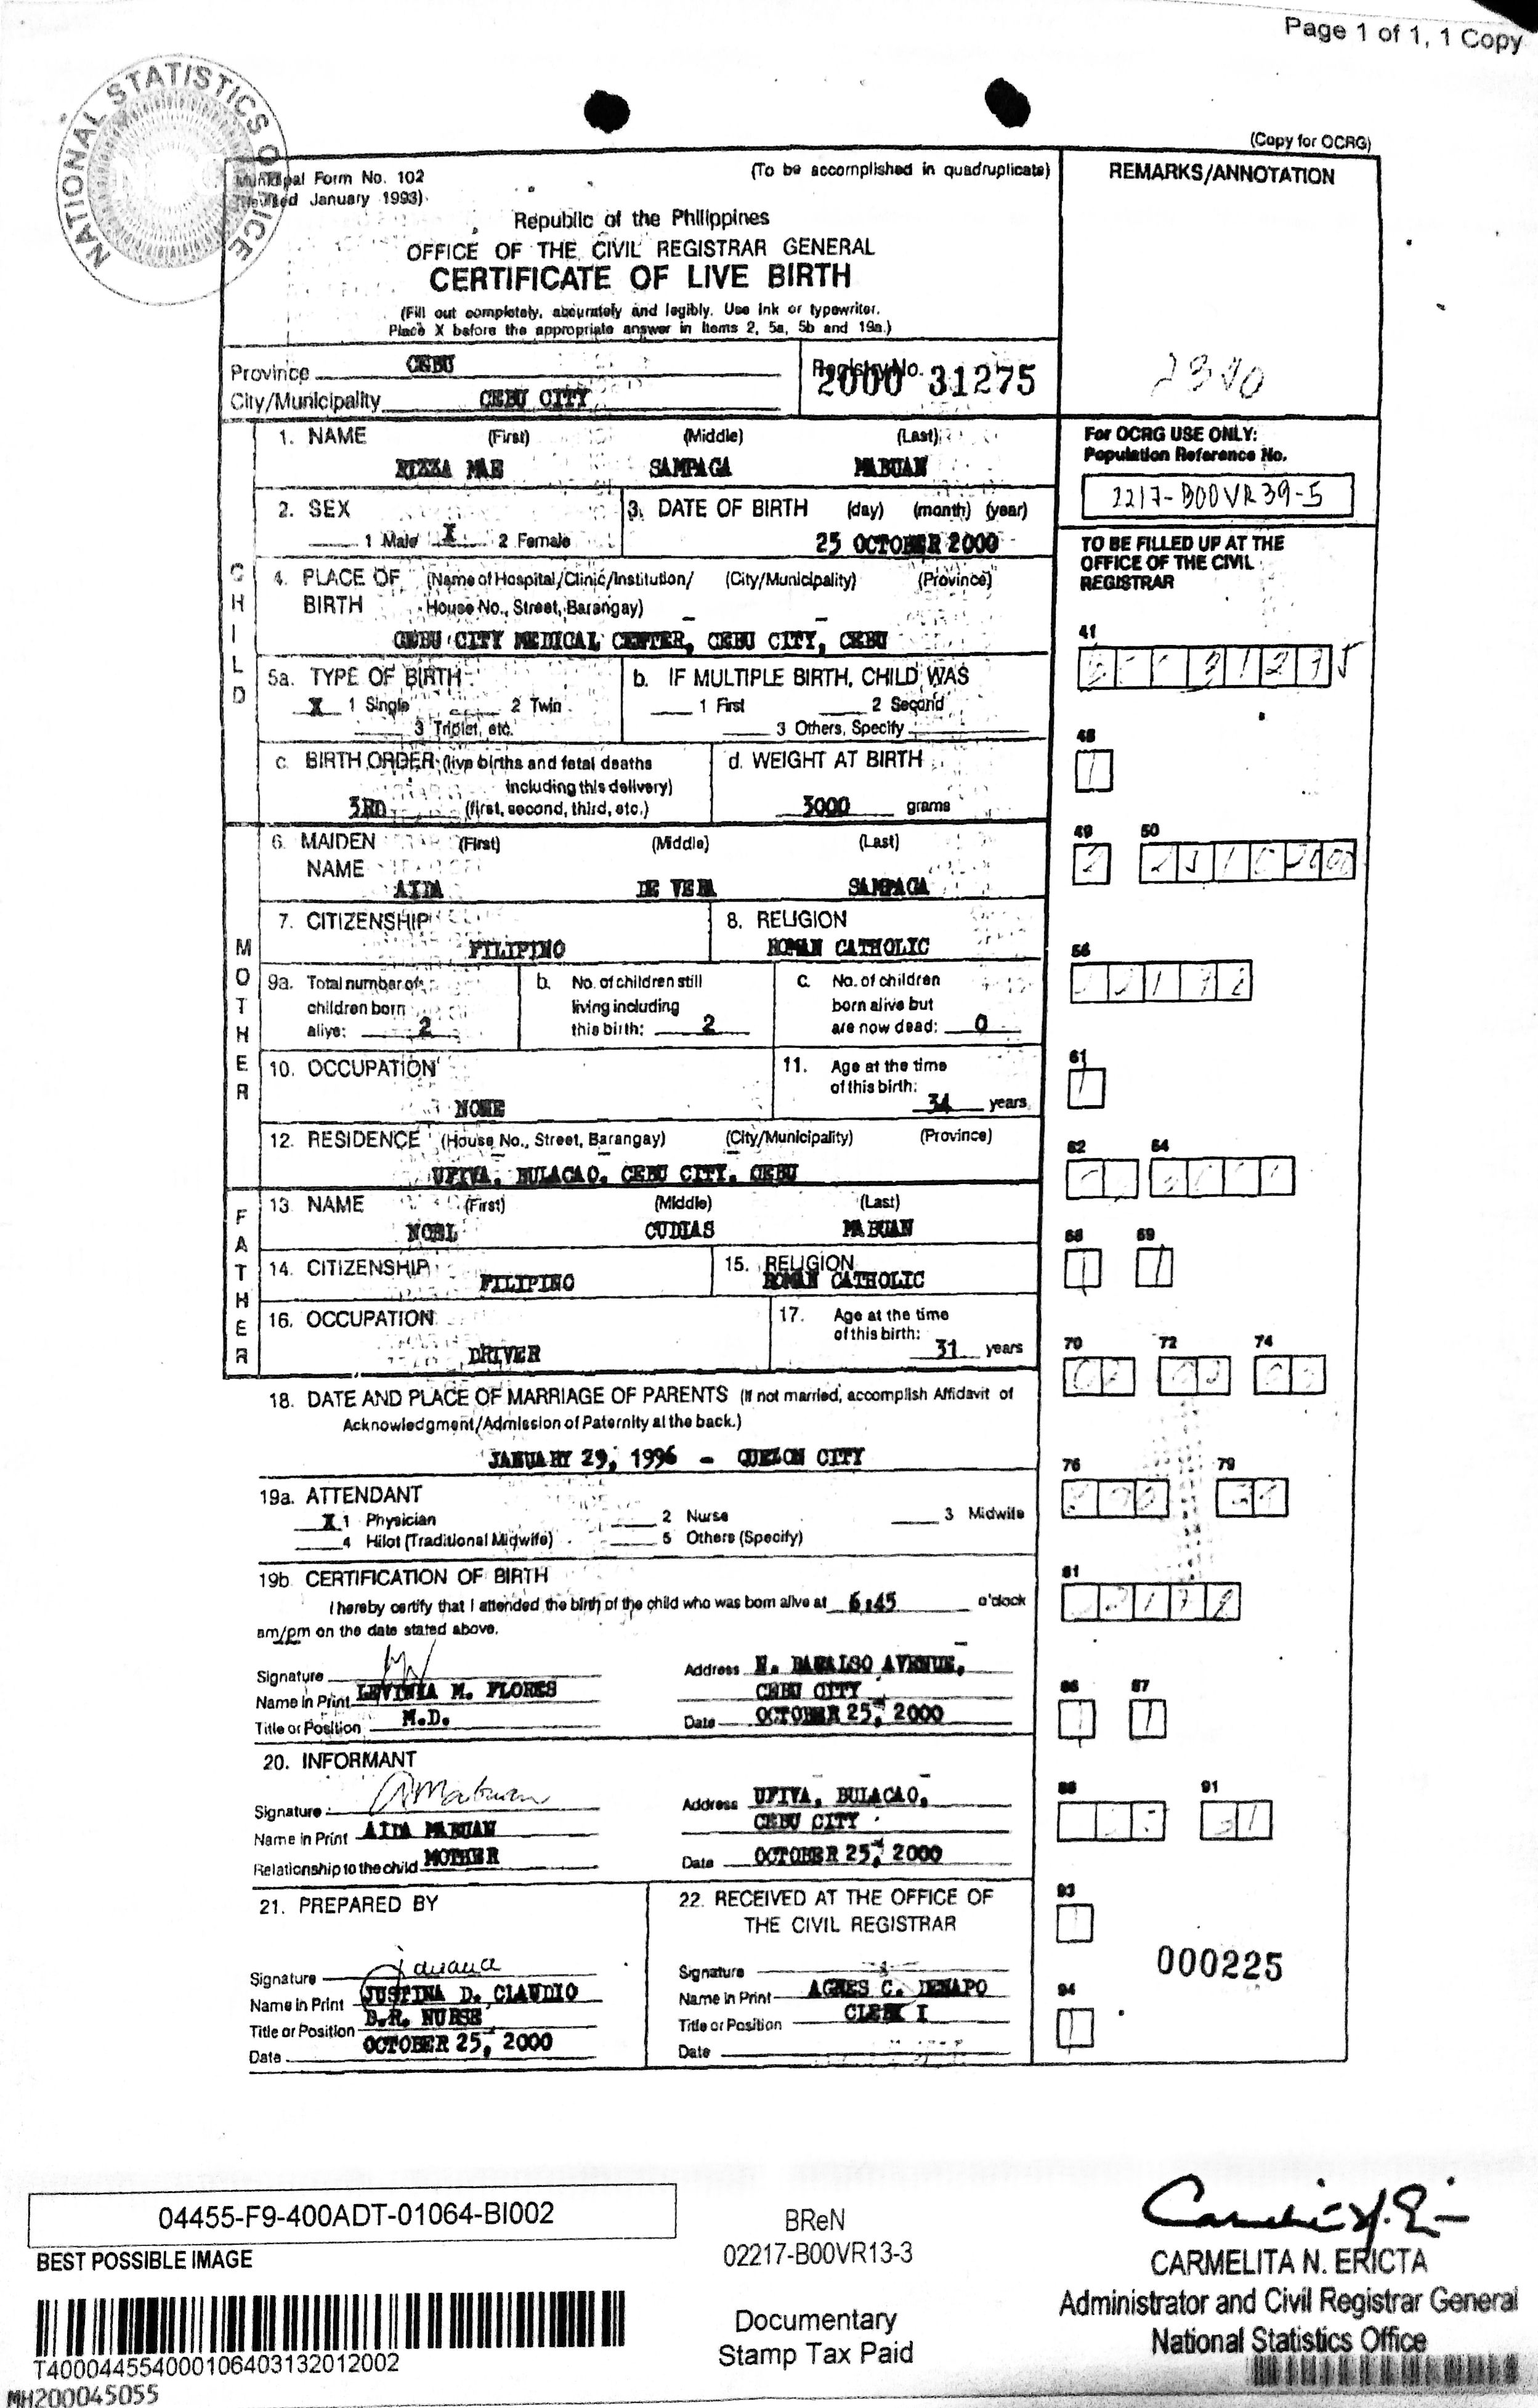 Page 1 of 1, 1 Copy
NATIONAL STATISTICS OFFICE
(Copy for OCRG)
Municipal Form No. 102
(To be accomplished in quadruplicate)
REMARKS/ANNOTATION
(Revised January 1993)
Republic of the Philippines
OFFICE OF THE CIVIL REGISTRAR GENERAL
CERTIFICATE OF LIVE BIRTH
(Fill out completely, accurately and legibly. Use ink or typewriter.
Place X before the appropriate answer in items 2, 5a, 5b and 19a.)
Province CEBU
Registry No. 2000 31275
City/Municipality CEBU CITY
CHILD
1. NAME (First) (Middle) (Last)
RIZZA MAE SAMPAGA MABUAN
For OCRG USE ONLY:
Population Reference No.
2217-B00VR39-5
2. SEX
1 Male X 2 Female
3. DATE OF BIRTH (day) (month) (year)
25 OCTOBER 2000
TO BE FILLED UP AT THE
OFFICE OF THE CIVIL
REGISTRAR
4. PLACE OF BIRTH (Name of Hospital/Clinic/Institution/ (City/Municipality) (Province)
House No., Street, Barangay)
CEBU CITY MEDICAL CENTER, CEBU CITY, CEBU
41
5a. TYPE OF BIRTH
X 1 Single 2 Twin
3 Triplet, etc.
b. IF MULTIPLE BIRTH, CHILD WAS
1 First 2 Second
3 Others, Specify
48
1
c. BIRTH ORDER (live births and fetal deaths
including this delivery)
3RD (first, second, third, etc.)
d. WEIGHT AT BIRTH
3000 grams
MOTHER
6. MAIDEN NAME (First) (Middle) (Last)
AIDA DE VERA SAMPAGA
49 50
2
7. CITIZENSHIP
FILIPINO
8. RELIGION
ROMAN CATHOLIC
56
9a. Total number of
children born
alive: 2
b. No. of children still
living including
this birth: 2
c. No. of children
born alive but
are now dead: 0
10. OCCUPATION
NONE
11. Age at the time
of this birth:
34 years
61
1
12. RESIDENCE (House No., Street, Barangay) (City/Municipality) (Province)
UFIVA, BULACAO, CEBU CITY, CEBU
62 64
FATHER
13. NAME (First) (Middle) (Last)
NOEL CUDIAS MABUAN
68 69
1 1
14. CITIZENSHIP
FILIPINO
15. RELIGION
ROMAN CATHOLIC
16. OCCUPATION
DRIVER
17. Age at the time
of this birth:
31 years
70 72 74
18. DATE AND PLACE OF MARRIAGE OF PARENTS (If not married, accomplish Affidavit of
Acknowledgment/Admission of Paternity at the back.)
JANUARY 29, 1996 - QUEZON CITY
76 79
19a. ATTENDANT
X 1 Physician 2 Nurse 3 Midwife
4 Hilot (Traditional Midwife) 5 Others (Specify)
19b. CERTIFICATION OF BIRTH
I hereby certify that I attended the birth of the child who was born alive at 6:45 o'clock
am/pm on the date stated above.
81
Signature
Name in Print LEVINIA M. FLORES
Title or Position M.D.
Address N. BACALSO AVENUE,
CEBU CITY
Date OCTOBER 25, 2000
86 87
1 1
20. INFORMANT
Signature
Name in Print AIDA MABUAN
Relationship to the child MOTHER
Address UFIVA, BULACAO,
CEBU CITY
Date OCTOBER 25, 2000
88 91
21. PREPARED BY
Signature
Name in Print JUSTINA D. CLAUDIO
Title or Position D.R. NURSE
Date OCTOBER 25, 2000
22. RECEIVED AT THE OFFICE OF
THE CIVIL REGISTRAR
Signature
Name in Print AGNES C. DENAPO
Title or Position CLERK I
Date
93
000225
94
04455-F9-400ADT-01064-BI002
BEST POSSIBLE IMAGE
T400044554000106403132012002
MH200045055
BReN
02217-B00VR13-3
Documentary
Stamp Tax Paid
CARMELITA N. ERICTA
Administrator and Civil Registrar General
National Statistics Office